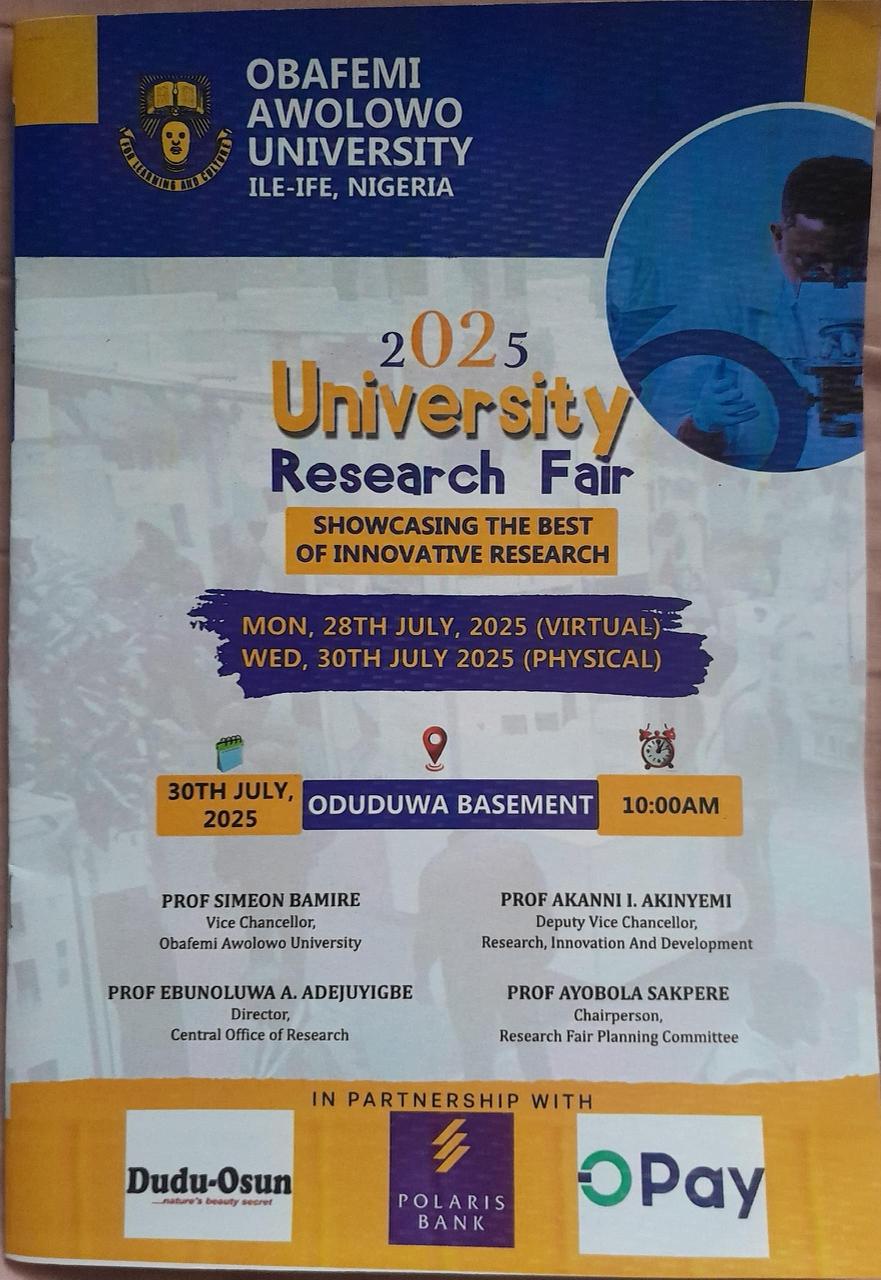 OBAFEMI
AWOLOWO
UNIVERSITY
ILE-IFE, NIGERIA
FOR LEARNING AND CULTURE
2025
University
Research Fair
SHOWCASING THE BEST
OF INNOVATIVE RESEARCH
MON, 28TH JULY, 2025 (VIRTUAL)
WED, 30TH JULY 2025 (PHYSICAL)
30TH JULY,
2025
ODUDUWA BASEMENT
10:00AM
PROF SIMEON BAMIRE
Vice Chancellor,
Obafemi Awolowo University
PROF AKANNI I. AKINYEMI
Deputy Vice Chancellor,
Research, Innovation And Development
PROF EBUNOLUWA A. ADEJUYIGBE
Director,
Central Office of Research
PROF AYOBOLA SAKPERE
Chairperson,
Research Fair Planning Committee
IN PARTNERSHIP WITH
Dudu-Osun
...nature's beauty secret
POLARIS
BANK
OPay